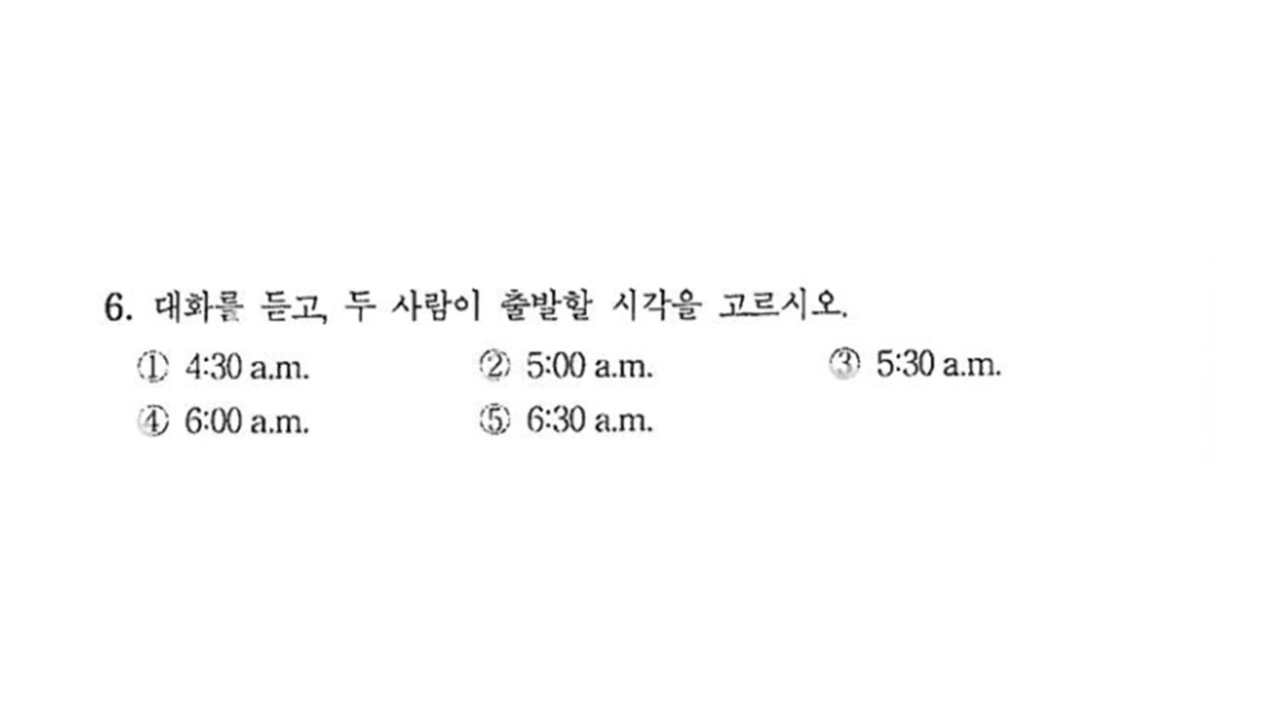 6. 대화를 듣고, 두 사람이 출발할 시각을 고르시오.
① 4:30 a.m. ② 5:00 a.m. ③ 5:30 a.m.
④ 6:00 a.m. ⑤ 6:30 a.m.